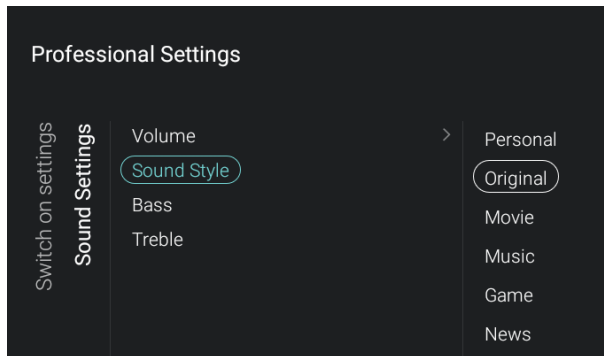 Professional Settings
Switch on settings
Sound Settings
Volume
Sound Style
Bass
Treble
Personal
Original
Movie
Music
Game
News